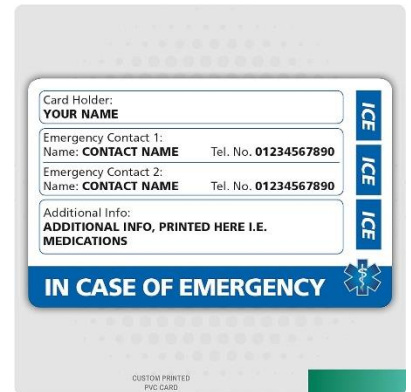 Card Holder:
YOUR NAME
ICE
Emergency Contact 1:
Name: CONTACT NAME Tel. No. 01234567890
Emergency Contact 2:
Name: CONTACT NAME Tel. No. 01234567890
ICE
Additional Info:
ADDITIONAL INFO, PRINTED HERE I.E.
MEDICATIONS
ICE
IN CASE OF EMERGENCY
CUSTOM PRINTED
PVC CARD